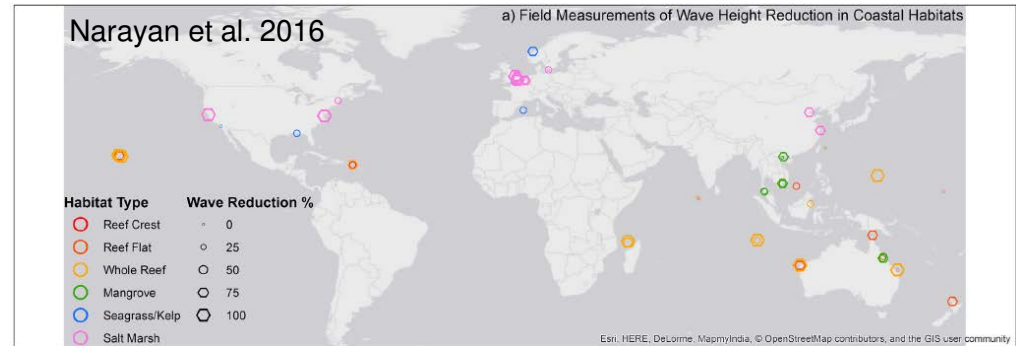 Narayan et al. 2016
a) Field Measurements of Wave Height Reduction in Coastal Habitats
Habitat Type
Reef Crest
Reef Flat
Whole Reef
Mangrove
Seagrass/Kelp
Salt Marsh
Wave Reduction %
0
25
50
75
100
Esri, HERE, DeLorme, MapmyIndia, © OpenStreetMap contributors, and the GIS user community